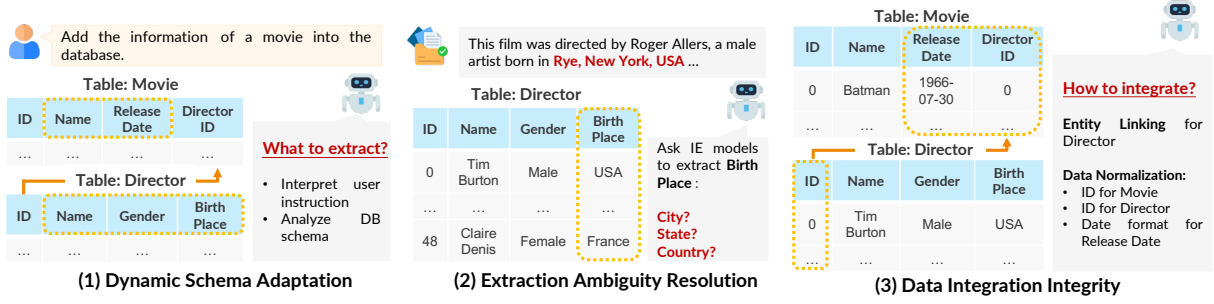 Add the information of a movie into the
database.
Table: Movie
ID Name Release Date Director ID
... ... ... ...
Table: Director
ID Name Gender Birth Place
... ... ... ...
What to extract?
• Interpret user
instruction
• Analyze DB
schema
(1) Dynamic Schema Adaptation
This film was directed by Roger Allers, a male
artist born in Rye, New York, USA ...
Table: Director
ID Name Gender Birth Place
0 Tim Burton Male USA
... ... ... ...
48 Claire Denis Female France
Ask IE models
to extract Birth
Place :
City?
State?
Country?
(2) Extraction Ambiguity Resolution
Table: Movie
ID Name Release Date Director ID
0 Batman 1966-07-30 0
... ... ... ...
Table: Director
ID Name Gender Birth Place
0 Tim Burton Male USA
... ... ... ...
How to integrate?
Entity Linking for
Director
Data Normalization:
• ID for Movie
• ID for Director
• Date format for
Release Date
(3) Data Integration Integrity